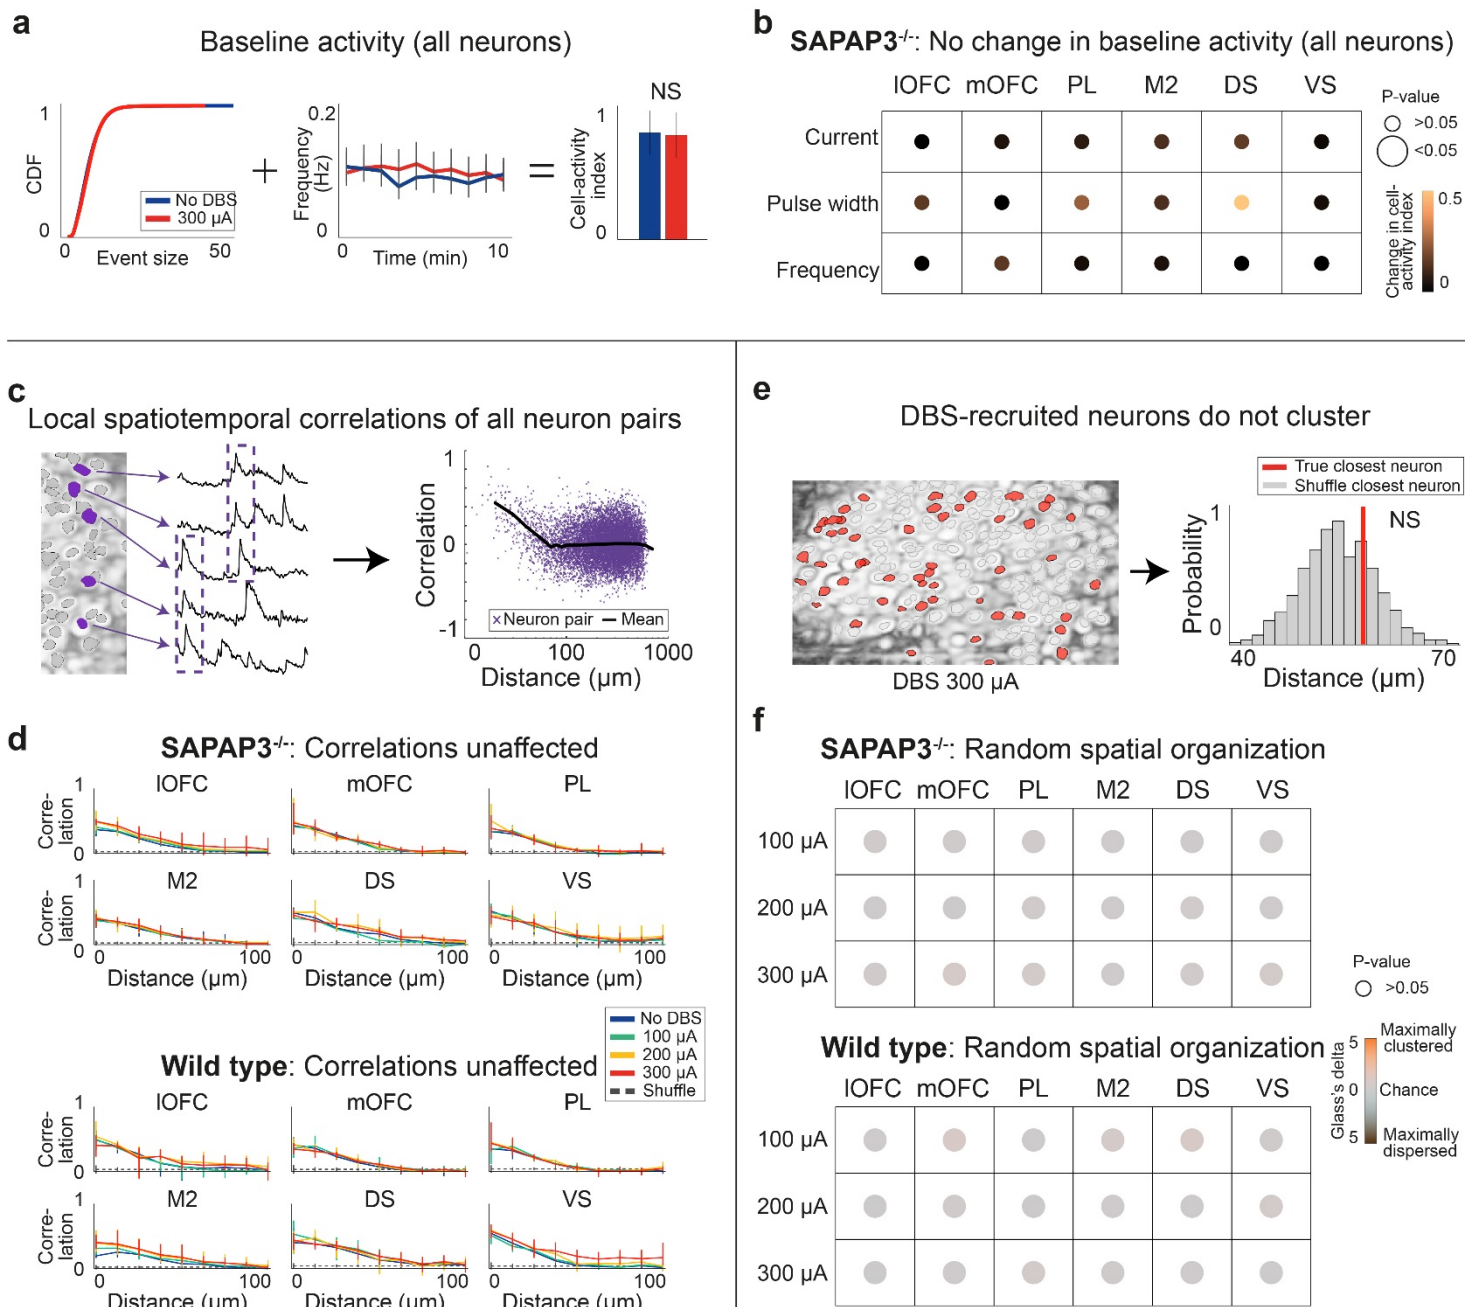 a
Baseline activity (all neurons)
1
CDF
0
No DBS
300 µA
0
50
Event size
+
0.2
Frequency
(Hz)
0
0
10
Time (min)
=
NS
1
Cell-activity
index
0
b
SAPAP3-/-: No change in baseline activity (all neurons)
lOFC mOFC PL M2 DS VS
Current
Pulse width
Frequency
P-value
>0.05
<0.05
Change in cell-
activity index
0.5
0
c
Local spatiotemporal correlations of all neuron pairs
1
Correlation
0
-1
Neuron pair
Mean
0 100 1000
Distance (µm)
d
SAPAP3-/-: Correlations unaffected
lOFC mOFC PL
1
Corre-
lation
0
M2 DS VS
1
Corre-
lation
0
0 100 0 100 0 100
Distance (µm) Distance (µm) Distance (µm)
No DBS
100 µA
200 µA
300 µA
Shuffle
Wild type: Correlations unaffected
lOFC mOFC PL
1
Corre-
lation
0
M2 DS VS
1
Corre-
lation
0
0 100 0 100 0 100
Distance (µm) Distance (µm) Distance (µm)
e
DBS-recruited neurons do not cluster
DBS 300 µA
True closest neuron
Shuffle closest neuron
1
NS
Probability
0
40 70
Distance (µm)
f
SAPAP3-/-: Random spatial organization
lOFC mOFC PL M2 DS VS
100 µA
200 µA
300 µA
P-value
>0.05
Wild type: Random spatial organization
lOFC mOFC PL M2 DS VS
100 µA
200 µA
300 µA
Glass's delta
5 Maximally
clustered
0 Chance
5 Maximally
dispersed